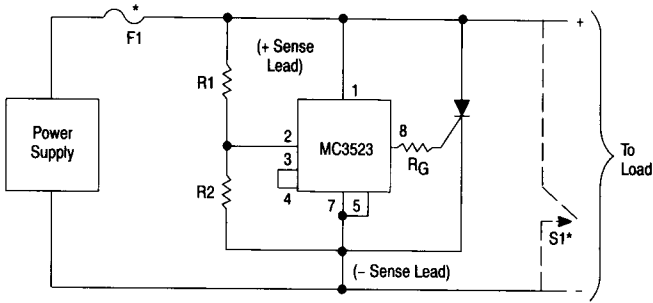 *
F1
+
(+ Sense
Lead)
R1
1
Power
Supply
2
MC3523
8
RG
3
4
To
Load
R2
7
5
S1*
(– Sense Lead)
–